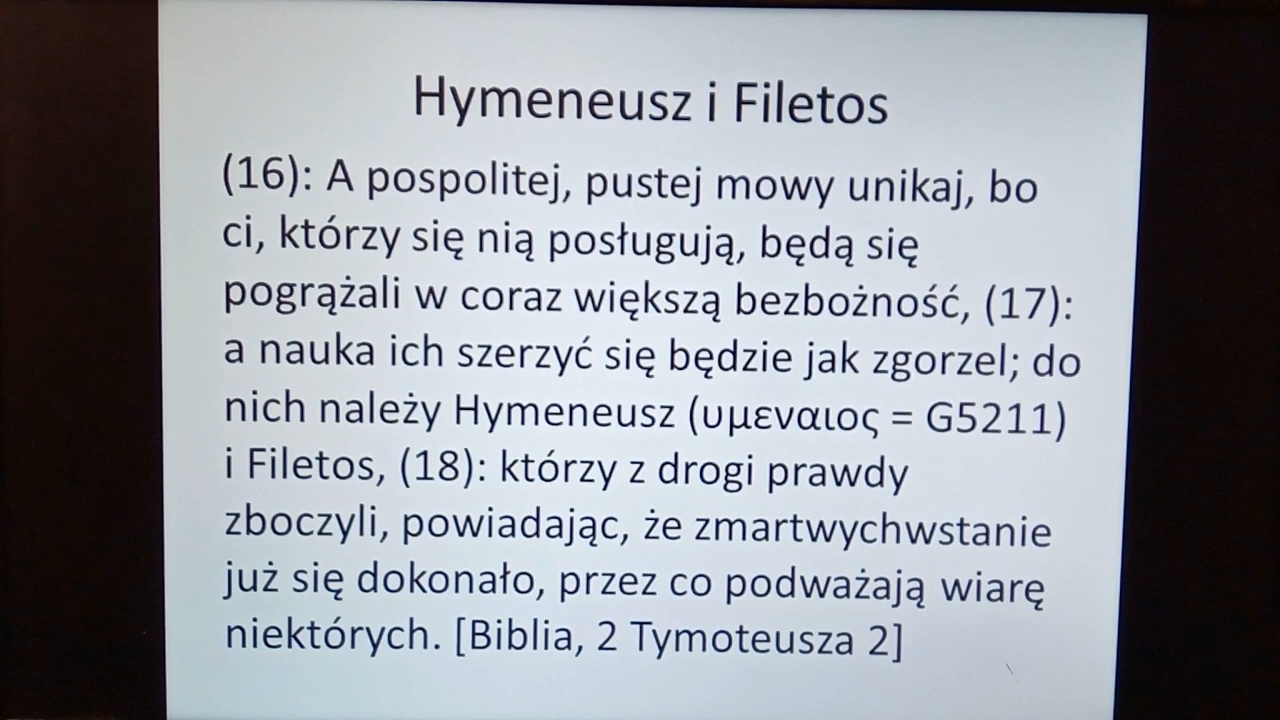 Hymeneusz i Filetos
(16): A pospolitej, pustej mowy unikaj, bo
ci, którzy się nią posługują, będą się
pogrążali w coraz większą bezbożność, (17):
a nauka ich szerzyć się będzie jak zgorzel; do
nich należy Hymeneusz (υμεναιος = G5211)
i Filetos, (18): którzy z drogi prawdy
zboczyli, powiadając, że zmartwychwstanie
już się dokonało, przez co podważają wiarę
niektórych. [Biblia, 2 Tymoteusza 2]